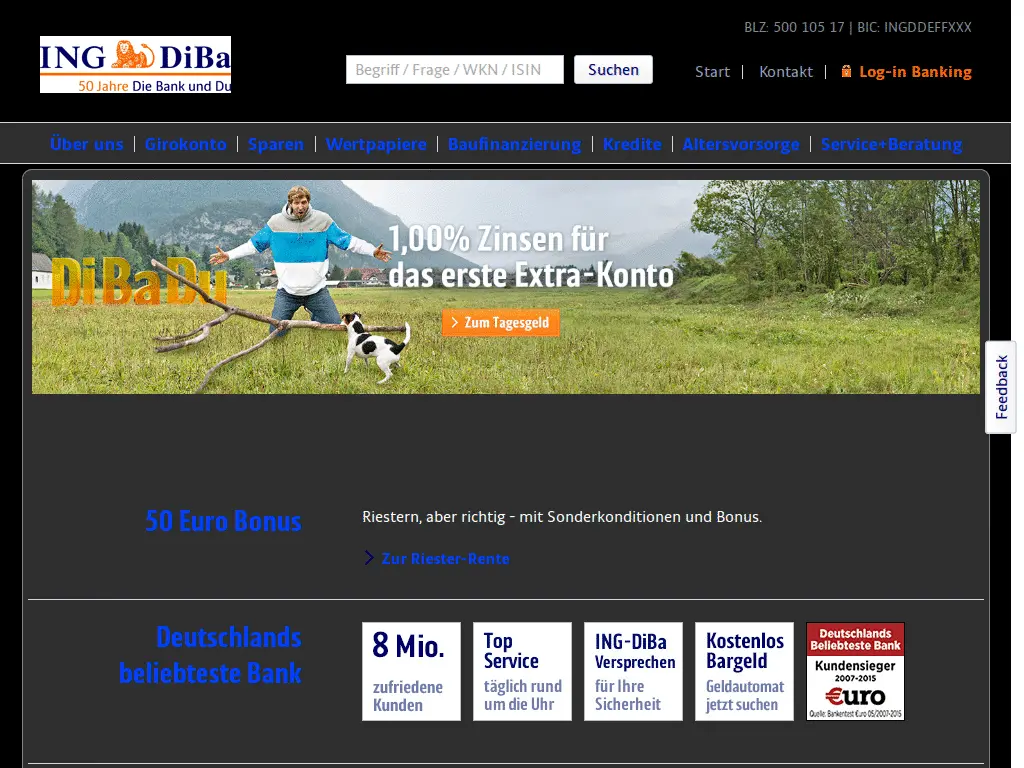 BLZ: 500 105 17 | BIC: INGDDEFFXXX
ING DiBa
50 Jahre Die Bank und Du
Begriff / Frage / WKN / ISIN
Suchen
Start
Kontakt
Log-in Banking
Über uns
Girokonto
Sparen
Wertpapiere
Baufinanzierung
Kredite
Altersvorsorge
Service+Beratung
DiBaDu
1,00% Zinsen für
das erste Extra-Konto
Zum Tagesgeld
Feedback
50 Euro Bonus
Riestern, aber richtig - mit Sonderkonditionen und Bonus.
Zur Riester-Rente
Deutschlands
beliebteste Bank
8 Mio.
zufriedene
Kunden
Top
Service
täglich rund
um die Uhr
ING-DiBa
Versprechen
für Ihre
Sicherheit
Kostenlos
Bargeld
Geldautomat
jetzt suchen
Deutschlands
Beliebteste Bank
Kundensieger
2007-2015
€uro
Quelle: Bankentest €uro 05/2007-2015